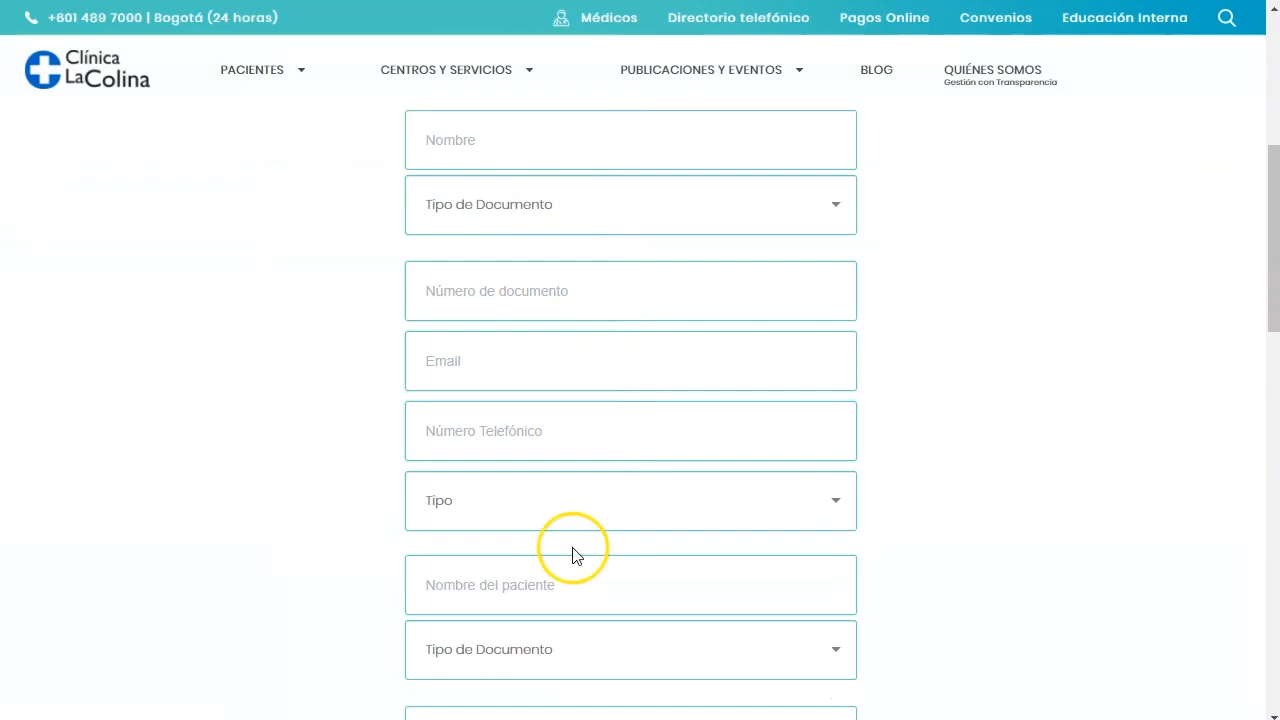 +601 489 7000 | Bogotá (24 horas) Médicos Directorio telefónico Pagos Online Convenios Educación Interna
Clínica
LaColina
PACIENTES CENTROS Y SERVICIOS PUBLICACIONES Y EVENTOS BLOG QUIÉNES SOMOS
Gestión con Transparencia
Nombre
Tipo de Documento
Número de documento
Email
Número Telefónico
Tipo
Nombre del paciente
Tipo de Documento